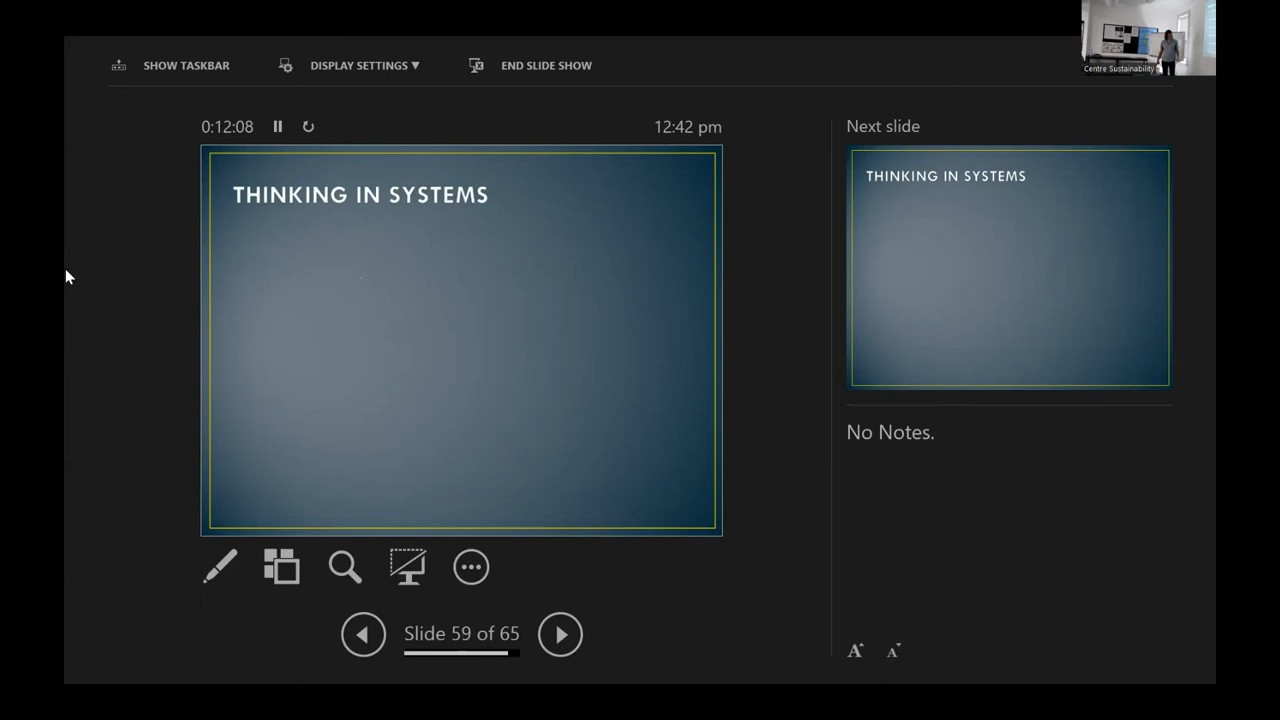 SHOW TASKBAR
DISPLAY SETTINGS ▼
END SLIDE SHOW
Centre Sustainability
0:12:08
12:42 pm
Next slide
THINKING IN SYSTEMS
THINKING IN SYSTEMS
No Notes.
Slide 59 of 65
A A